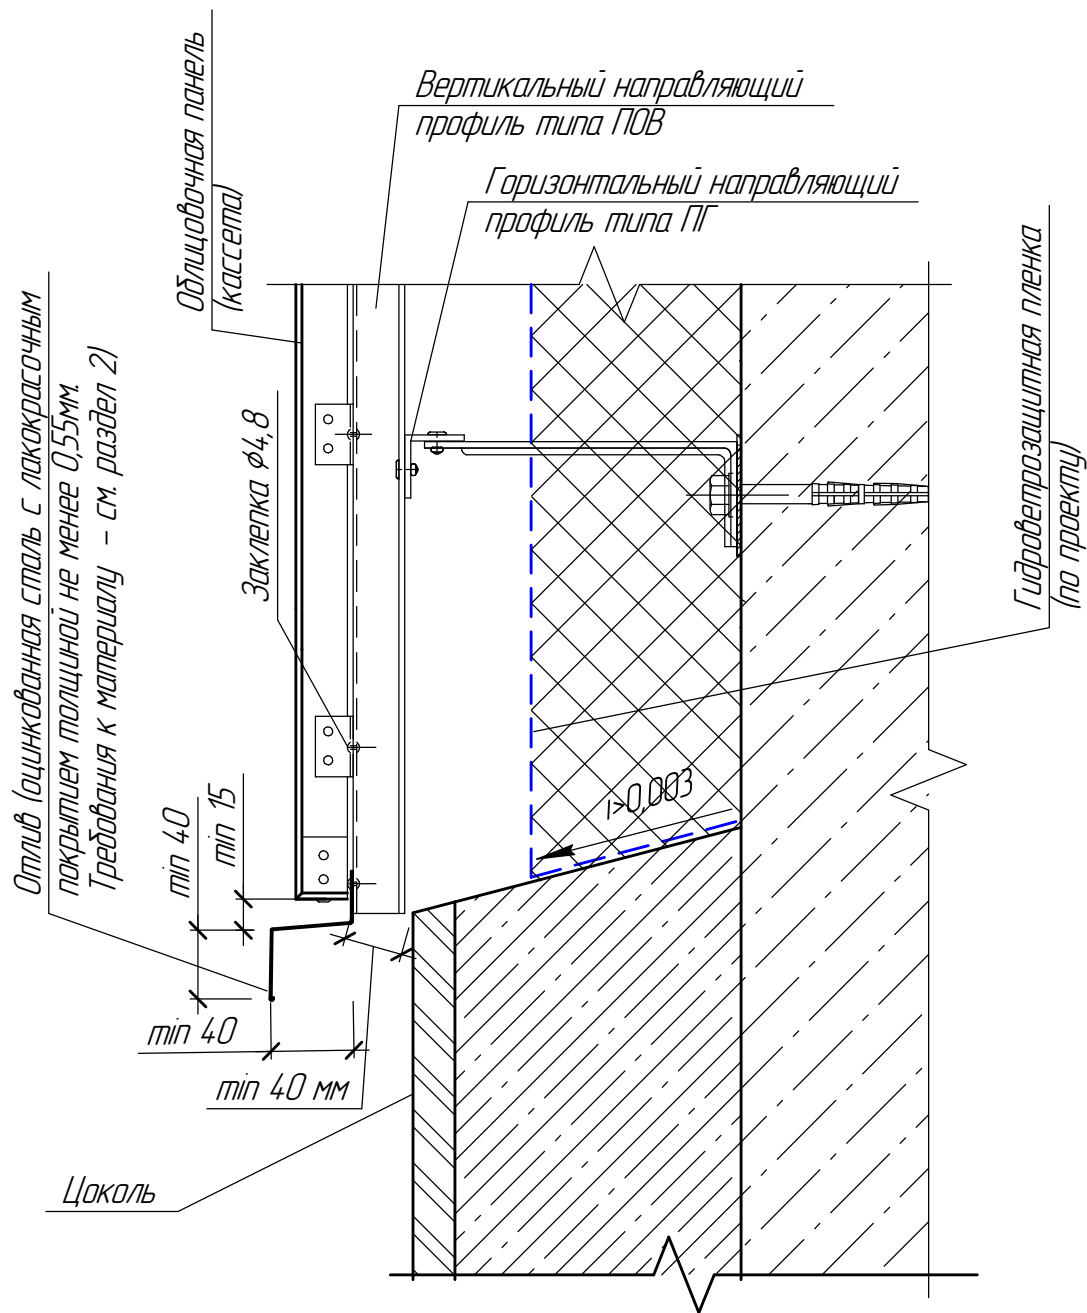 Вертикальный направляющий
профиль типа ПОВ
Горизонтальный направляющий
профиль типа ПГ
Облицовочная панель
(кассета)
Отлив (оцинкованная сталь с лакокрасочным
покрытием толщиной не менее 0,55мм.
Требования к материалу - см. раздел 2)
Заклепка ϕ4,8
Гидроветрозащитная пленка
(по проекту)
i>0,003
min 40
min 15
min 40
min 40 мм
Цоколь